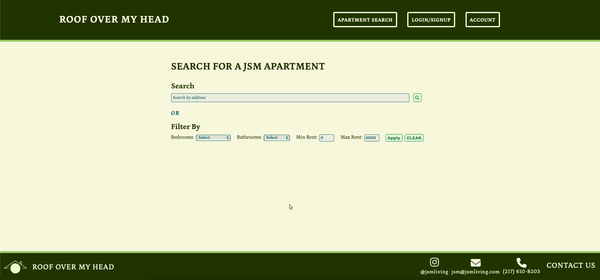 ROOF OVER MY HEAD
APARTMENT SEARCH LOGIN/SIGNUP ACCOUNT
SEARCH FOR A JSM APARTMENT
Search
Search by address
OR
Filter By
Bedrooms: Select Bathrooms: Select Min Rent: 0 Max Rent: 3000 Apply CLEAR
ROOF OVER MY HEAD
@jsmliving jsm@jsmliving.com (217) 610-8203
CONTACT US